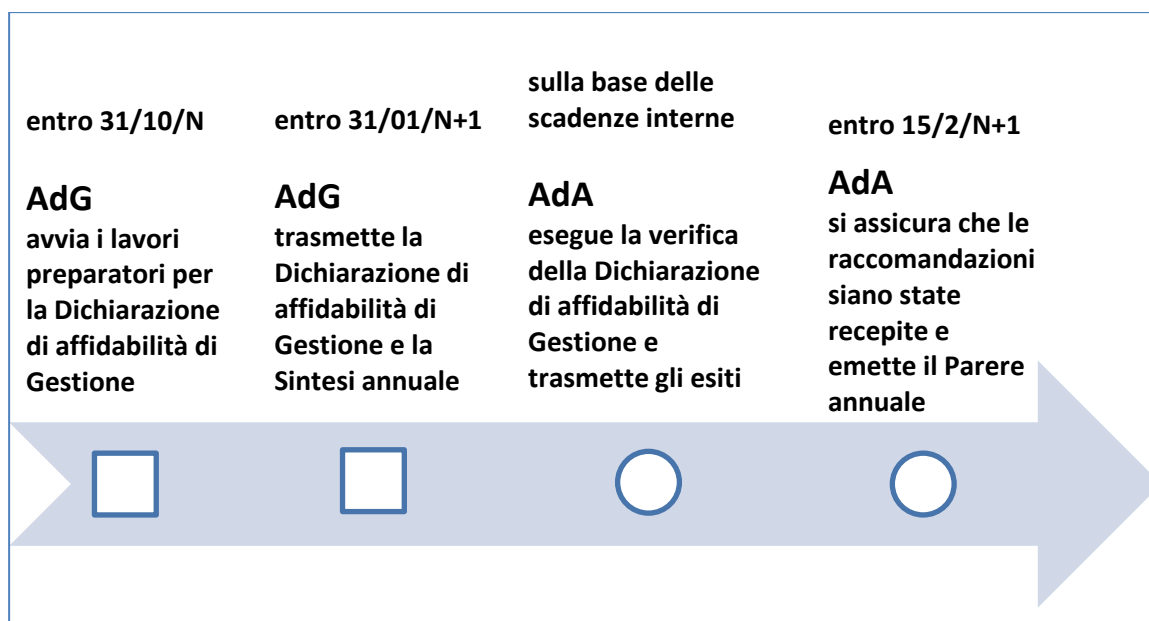 entro 31/10/N
AdG
avvia i lavori
preparatori per
la Dichiarazione
di affidabilità di
Gestione
entro 31/01/N+1
AdG
trasmette la
Dichiarazione di
affidabilità di
Gestione e la
Sintesi annuale
sulla base delle
scadenze interne
AdA
esegue la verifica
della Dichiarazione
di affidabilità di
Gestione e
trasmette gli esiti
entro 15/2/N+1
AdA
si assicura che le
raccomandazioni
siano state
recepite e
emette il Parere
annuale